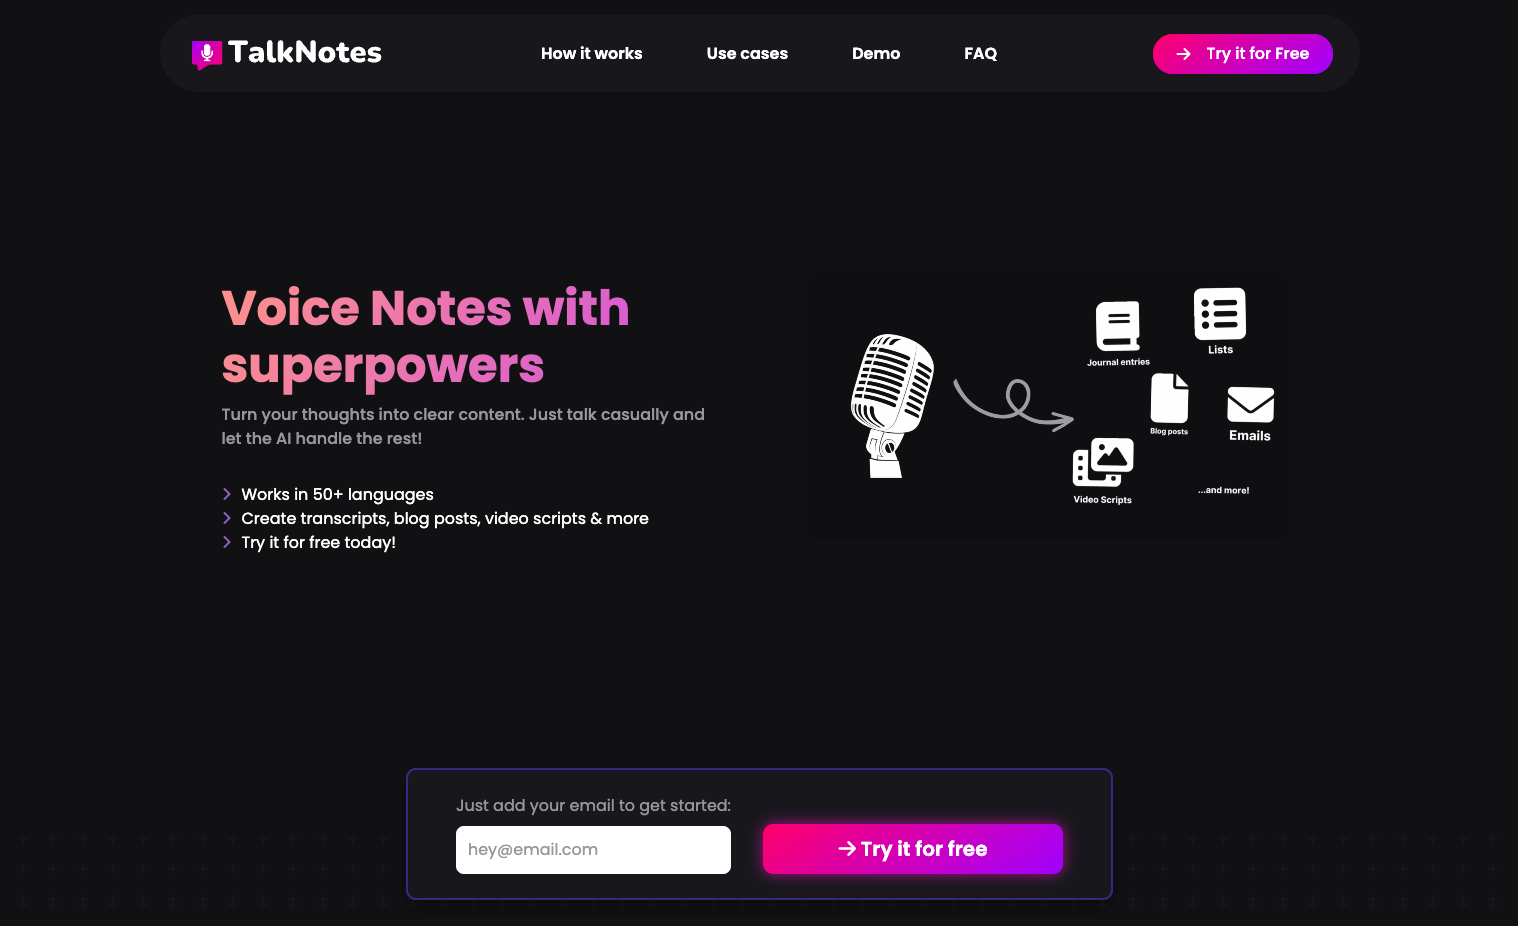 TalkNotes
How it works
Use cases
Demo
FAQ
Try it for Free
Voice Notes with
superpowers
Turn your thoughts into clear content. Just talk casually and
let the AI handle the rest!
Works in 50+ languages
Create transcripts, blog posts, video scripts & more
Try it for free today!
Journal entries
Lists
Blog posts
Emails
Video Scripts
...and more!
Just add your email to get started:
hey@email.com
Try it for free